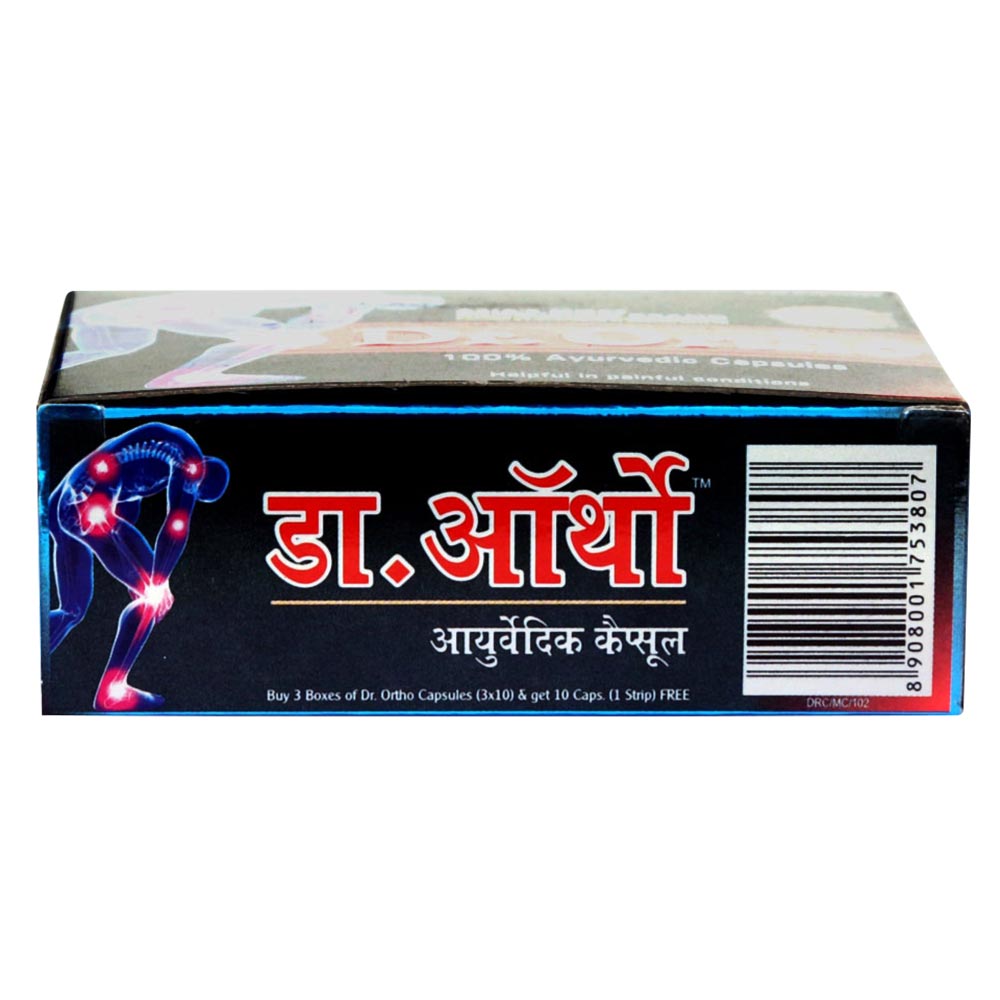 100% Ayurvedic Capsules
Helpful in painful conditions
डा. ऑर्थो™
आयुर्वेदिक कैप्सूल
Buy 3 Boxes of Dr. Ortho Capsules (3x10) & get 10 Caps. (1 Strip) FREE
8 908001 753807
DRC/MC/102